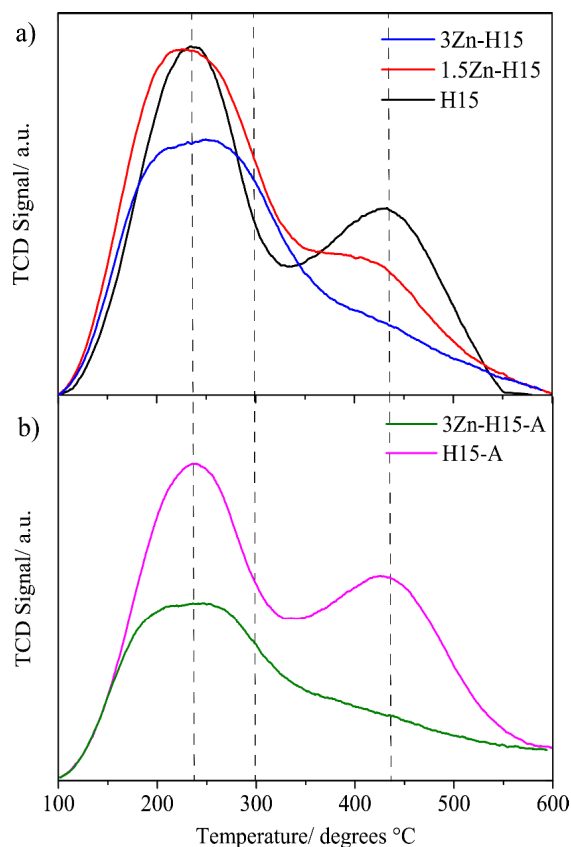 a)
3Zn-H15
1.5Zn-H15
H15
TCD Signal/ a.u.
b)
3Zn-H15-A
H15-A
TCD Signal/ a.u.
100 200 300 400 500 600
Temperature/ degrees °C